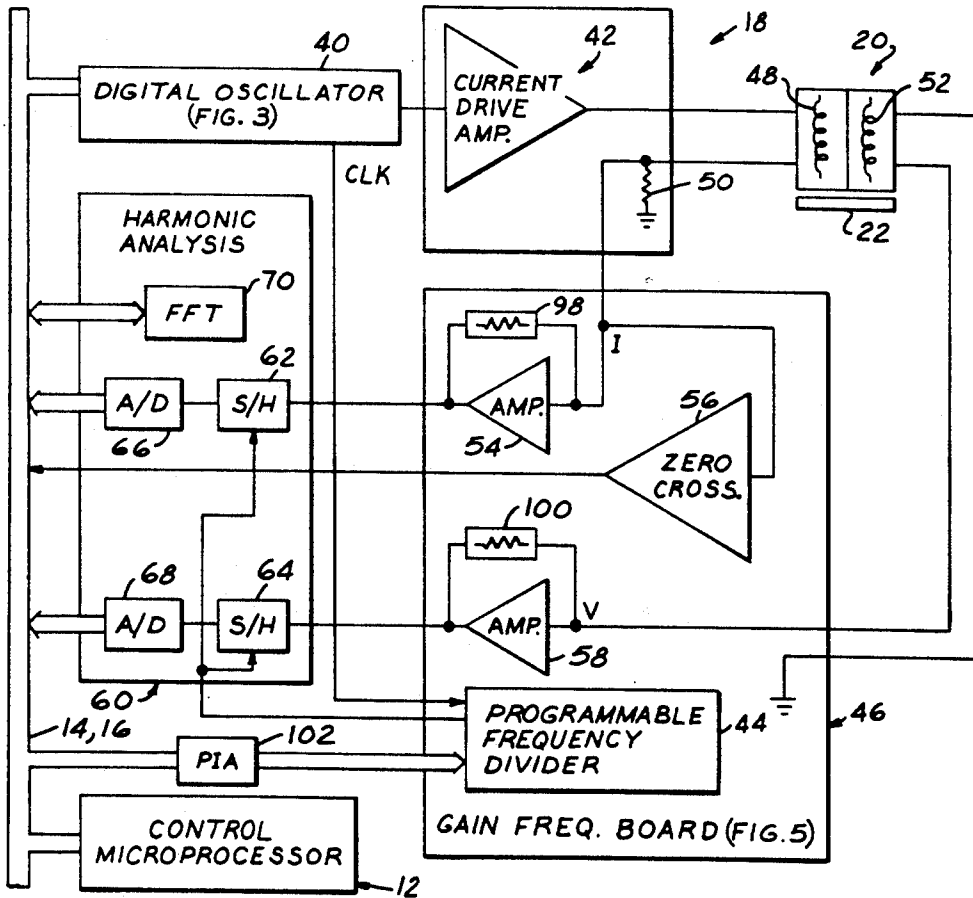 18
40
42
20
DIGITAL OSCILLATOR
(FIG. 3)
CURRENT
DRIVE
AMP.
48
52
CLK
50
22
HARMONIC
ANALYSIS
70
FFT
98
I
62
A/D
S/H
AMP.
56
66
54
ZERO
CROSS.
100
68
64
A/D
S/H
AMP.
V
58
60
14,16
102
PIA
PROGRAMMABLE
FREQUENCY
DIVIDER
44
46
CONTROL
MICROPROCESSOR
GAIN FREQ. BOARD (FIG.5)
12